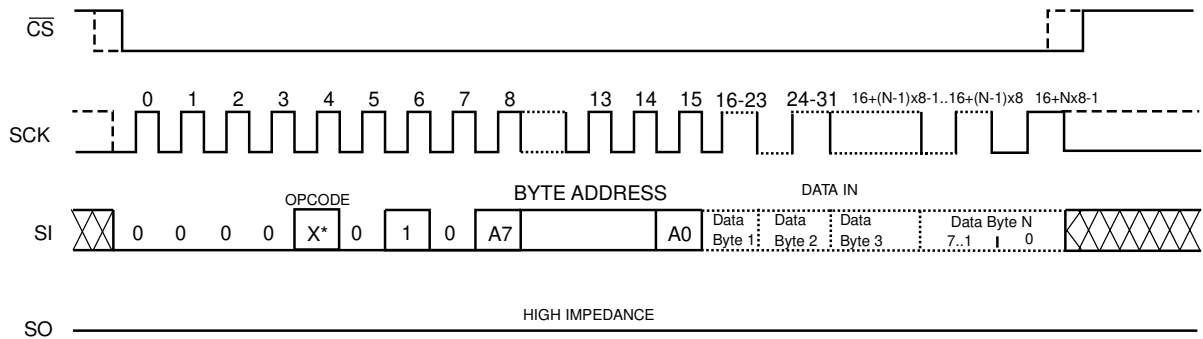 CS
0 1 2 3 4 5 6 7 8 13 14 15 16-23 24-31 16+(N-1)x8-1..16+(N-1)x8 16+Nx8-1
SCK
OPCODE BYTE ADDRESS DATA IN
SI 0 0 0 0 X* 0 1 0 A7 A0
Data Byte 1
Data Byte 2
Data Byte 3
Data Byte N
7..1 0
HIGH IMPEDANCE
SO